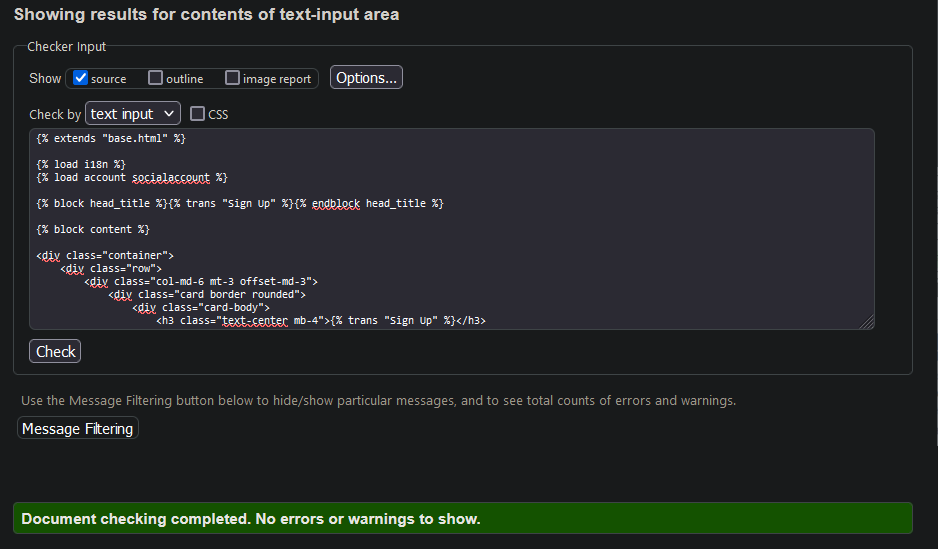 Showing results for contents of text-input area
Checker Input
Show source outline image report Options...
Check by text input CSS
{% extends "base.html" %}
{% load i18n %}
{% load account socialaccount %}
{% block head_title %}{% trans "Sign Up" %}{% endblock head_title %}
{% block content %}
<div class="container">
<div class="row">
<div class="col-md-6 mt-3 offset-md-3">
<div class="card border rounded">
<div class="card-body">
<h3 class="text-center mb-4">{% trans "Sign Up" %}</h3>
Check
Use the Message Filtering button below to hide/show particular messages, and to see total counts of errors and warnings.
Message Filtering
Document checking completed. No errors or warnings to show.